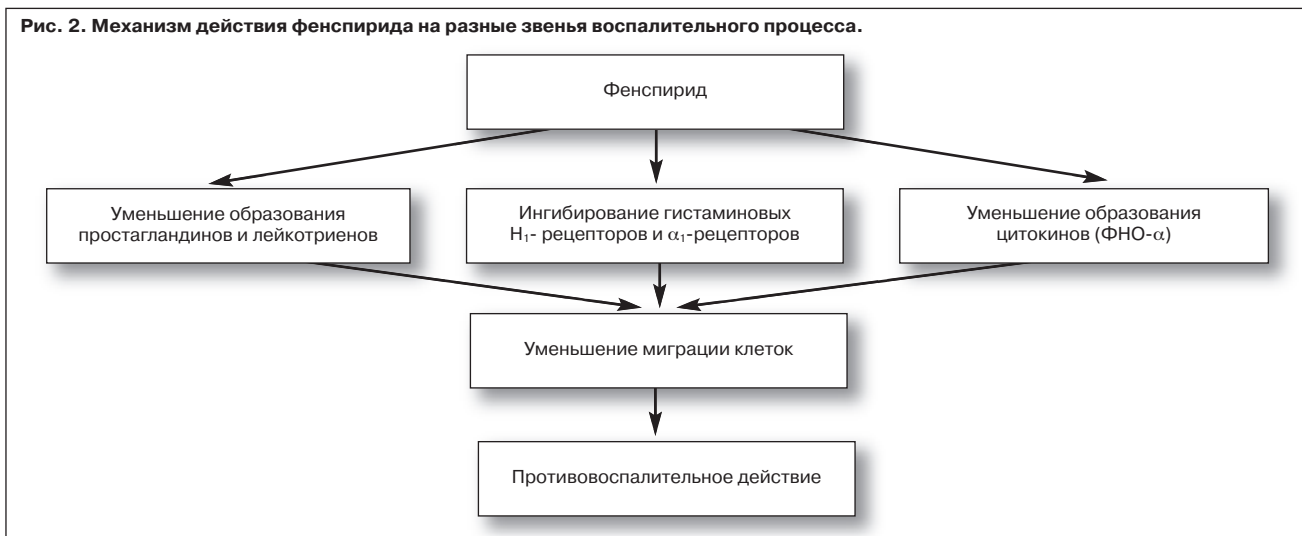 Рис. 2. Механизм действия фенспирида на разные звенья воспалительного процесса.
Фенспирид
Уменьшение образования
простагландинов и лейкотриенов
Ингибирование гистаминовых
H₁- рецепторов и α₁-рецепторов
Уменьшение образования
цитокинов (ФНО-α)
Уменьшение миграции клеток
Противовоспалительное действие